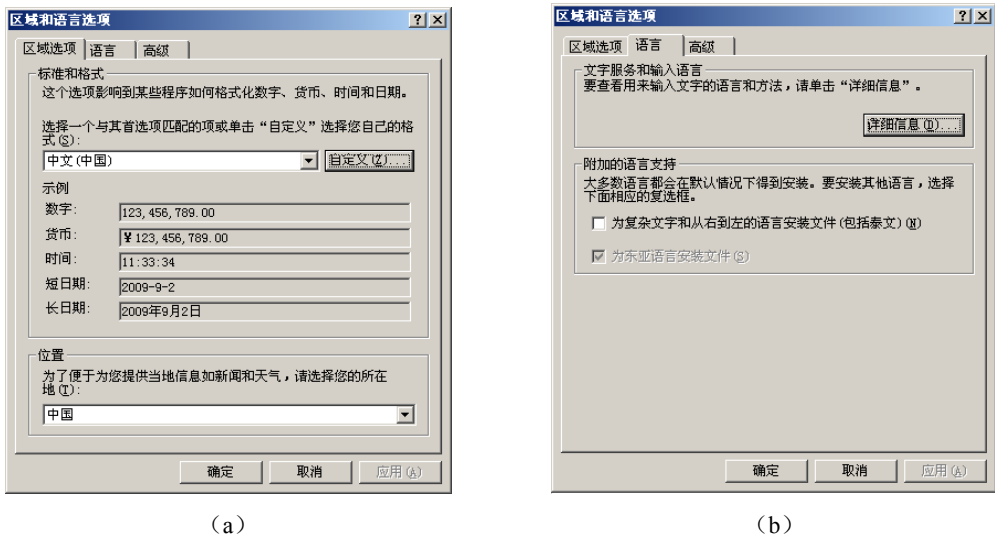 区域和语言选项
区域选项 语言 高级
标准和格式
这个选项影响到某些程序如何格式化数字、货币、时间和日期。
选择一个与其首选项匹配的项或单击“自定义”选择您自己的格
式(S):
中文(中国) 自定义(Z)...
示例
数字: 123,456,789.00
货币: ¥123,456,789.00
时间: 11:33:34
短日期: 2009-9-2
长日期: 2009年9月2日
位置
为了便于为您提供当地信息如新闻和天气，请选择您的所在
地(T):
中国
确定 取消 应用(A)
(a)
区域和语言选项
区域选项 语言 高级
文字服务和输入语言
要查看用来输入文字的语言和方法，请单击“详细信息”。
详细信息(D)...
附加的语言支持
大多数语言都会在默认情况下得到安装。要安装其他语言，选择
下面相应的复选框。
为复杂文字和从右到左的语言安装文件(包括泰文)(N)
为东亚语言安装文件(S)
确定 取消 应用(A)
(b)